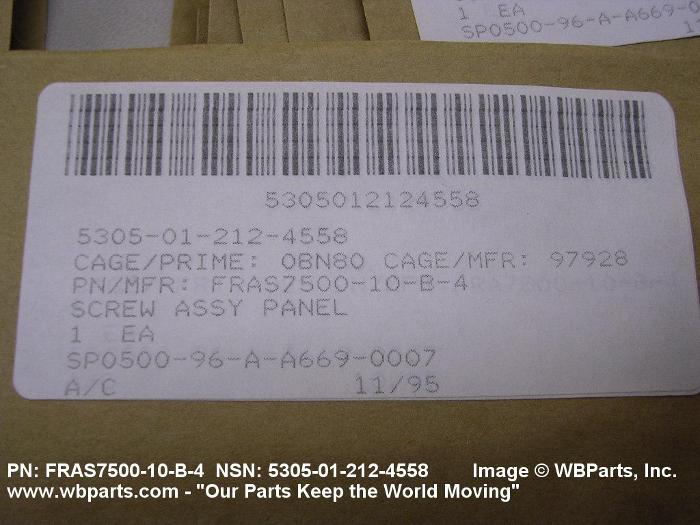 1 EA
SP0500-96-A-A669-0
5305012124558
5305-01-212-4558
CAGE/PRIME: 0BN80 CAGE/MFR: 97928
PN/MFR: FRAS7500-10-B-4
SCREW ASSY PANEL
1 EA
SP0500-96-A-A669-0007
A/C 11/95
PN: FRAS7500-10-B-4 NSN: 5305-01-212-4558 Image © WBParts, Inc.
www.wbparts.com - "Our Parts Keep the World Moving"